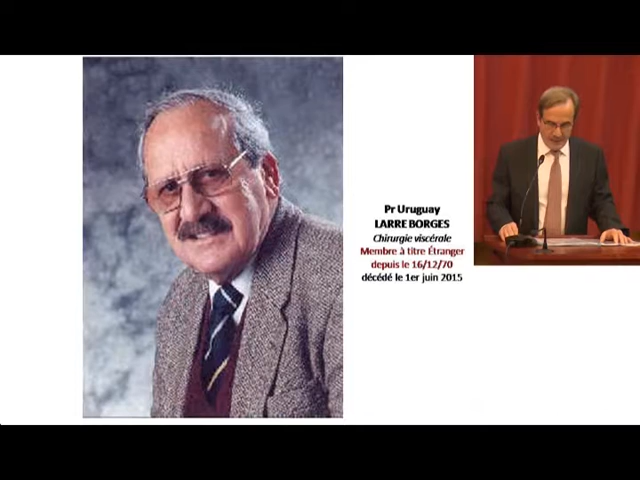 Pr Uruguay
LARRE BORGES
Chirurgie viscérale
Membre à titre Étranger
depuis le 16/12/70
décédé le 1er juin 2015